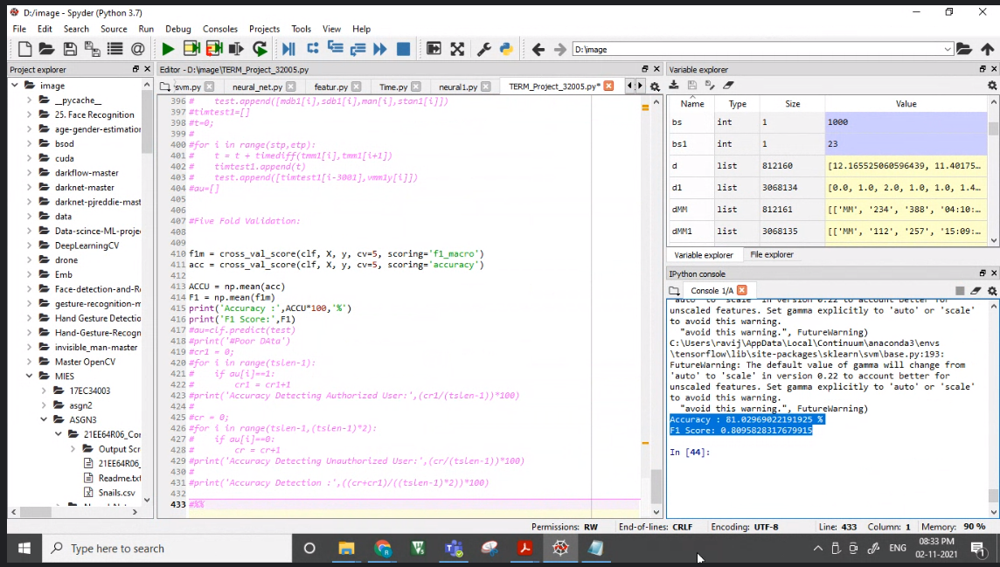 D:/image - Spyder (Python 3.7)
File Edit Search Source Run Debug Consoles Projects Tools View Help
D:\image
Project explorer
image
__pycache__
25. Face Recognition
age-gender-estimation
bsod
cuda
darkflow-master
darknet-master
darknet-pjreddie-mast
data
Data-scince-ML-proje
DeepLearningCV
drone
Emb
Face-detection-and-R
gesture-recognition-m
Hand Gesture Detectio
Hand-Gesture-Recogn
invisible_man-master
Master OpenCV
MIES
17EC34003
asgn2
ASGN3
21EE64R06_Cor
Output Scr
21EE64R06_
Readme.txt
Snails.csv
Editor - D:\image\TERM_Project_32005.py
svm.py neural_net.py featur.py Time.py neural1.py TERM_Project_32005.py*
396 # test.append([mdb1[i],sdb1[i],man[i],stan1[i]])
397 #timtest1=[]
398 #t=0;
399 #
400 #for i in range(stp,etp):
401 # t = t + timediff(tmm1[i],tmm1[i+1])
402 # timtest1.append(t)
403 # test.append([timtest1[i-3001],vmm1y[i]])
404 #au=[]
405
406
407 #Five Fold Validation:
408
409
410 f1m = cross_val_score(clf, X, y, cv=5, scoring='f1_macro')
411 acc = cross_val_score(clf, X, y, cv=5, scoring='accuracy')
412
413 ACCU = np.mean(acc)
414 F1 = np.mean(f1m)
415 print('Accuracy :',ACCU*100,'%')
416 print('F1 Score:',F1)
417 #au=clf.predict(test)
418 #print('#Poor DAta')
419 #cr1 = 0;
420 #for i in range(tslen-1):
421 # if au[i]==1:
422 # cr1 = cr1+1
423 #print('Accuracy Detecting Authorized User:',(cr1/(tslen-1))*100)
424 #
425 #cr = 0;
426 #for i in range(tslen-1,(tslen-1)*2):
427 # if au[i]==0:
428 # cr = cr+1
429 #print('Accuracy Detecting Unauthorized User:',(cr/(tslen-1))*100)
430 #
431 #print('Accuracy Detection :',((cr+cr1)/((tslen-1)*2))*100)
432
433 #%%
Variable explorer
Name Type Size Value
bs int 1 1000
bs1 int 1 23
d list 812160 [12.165525060596439, 11.40175…
d1 list 3068134 [0.0, 1.0, 2.0, 1.0, 1.0, 1.4…
dMM list 812161 [['MM', '234', '388', '04:10:…
dMM1 list 3068135 [['MM', '112', '257', '15:09:…
Variable explorer File explorer
IPython console
Console 1/A
'auto' to 'scale' in version 0.22 to account better for
unscaled features. Set gamma explicitly to 'auto' or 'scale'
to avoid this warning.
"avoid this warning.", FutureWarning)
C:\Users\ravij\AppData\Local\Continuum\anaconda3\envs
\tensorflow\lib\site-packages\sklearn\svm\base.py:193:
FutureWarning: The default value of gamma will change from
'auto' to 'scale' in version 0.22 to account better for
unscaled features. Set gamma explicitly to 'auto' or 'scale'
to avoid this warning.
"avoid this warning.", FutureWarning)
Accuracy : 81.02969022191925 %
F1 Score: 0.8095828317679915
In [44]:
Permissions: RW End-of-lines: CRLF Encoding: UTF-8 Line: 433 Column: 1 Memory: 90 %
Type here to search
ENG
08:33 PM
02-11-2021
1